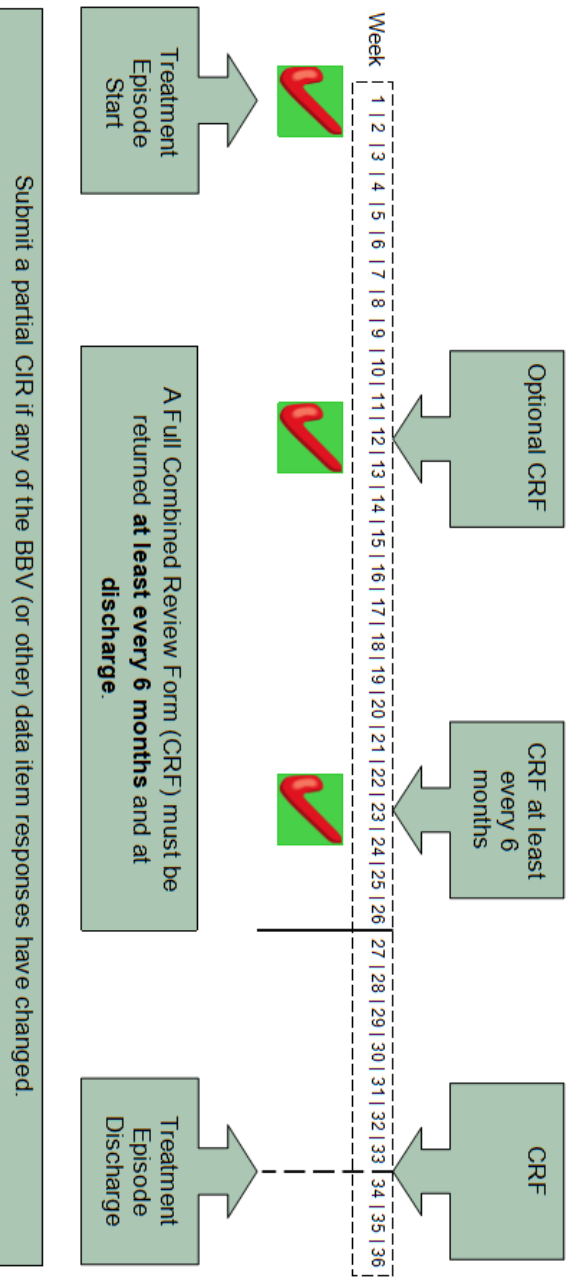 Optional CRF
CRF at least
every 6
months
CRF
Week 1 | 2 | 3 | 4 | 5 | 6 | 7 | 8 | 9 | 10 | 11 | 12 | 13 | 14 | 15 | 16 | 17 | 18 | 19 | 20 | 21 | 22 | 23 | 24 | 25 | 26 | 27 | 28 | 29 | 30 | 31 | 32 | 33 | 34 | 35 | 36
Treatment
Episode
Start
A Full Combined Review Form (CRF) must be
returned at least every 6 months and at
discharge.
Treatment
Episode
Discharge
Submit a partial CIR if any of the BBV (or other) data item responses have changed.